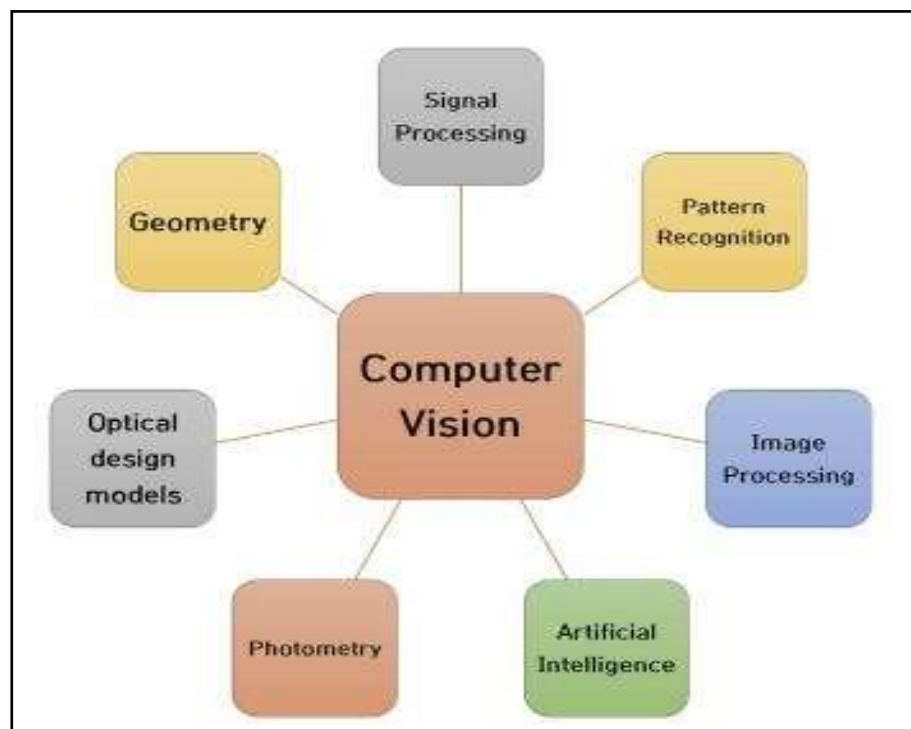 Signal
Processing
Geometry
Pattern
Recognition
Computer
Vision
Optical
design
models
Image
Processing
Photometry
Artificial
Intelligence